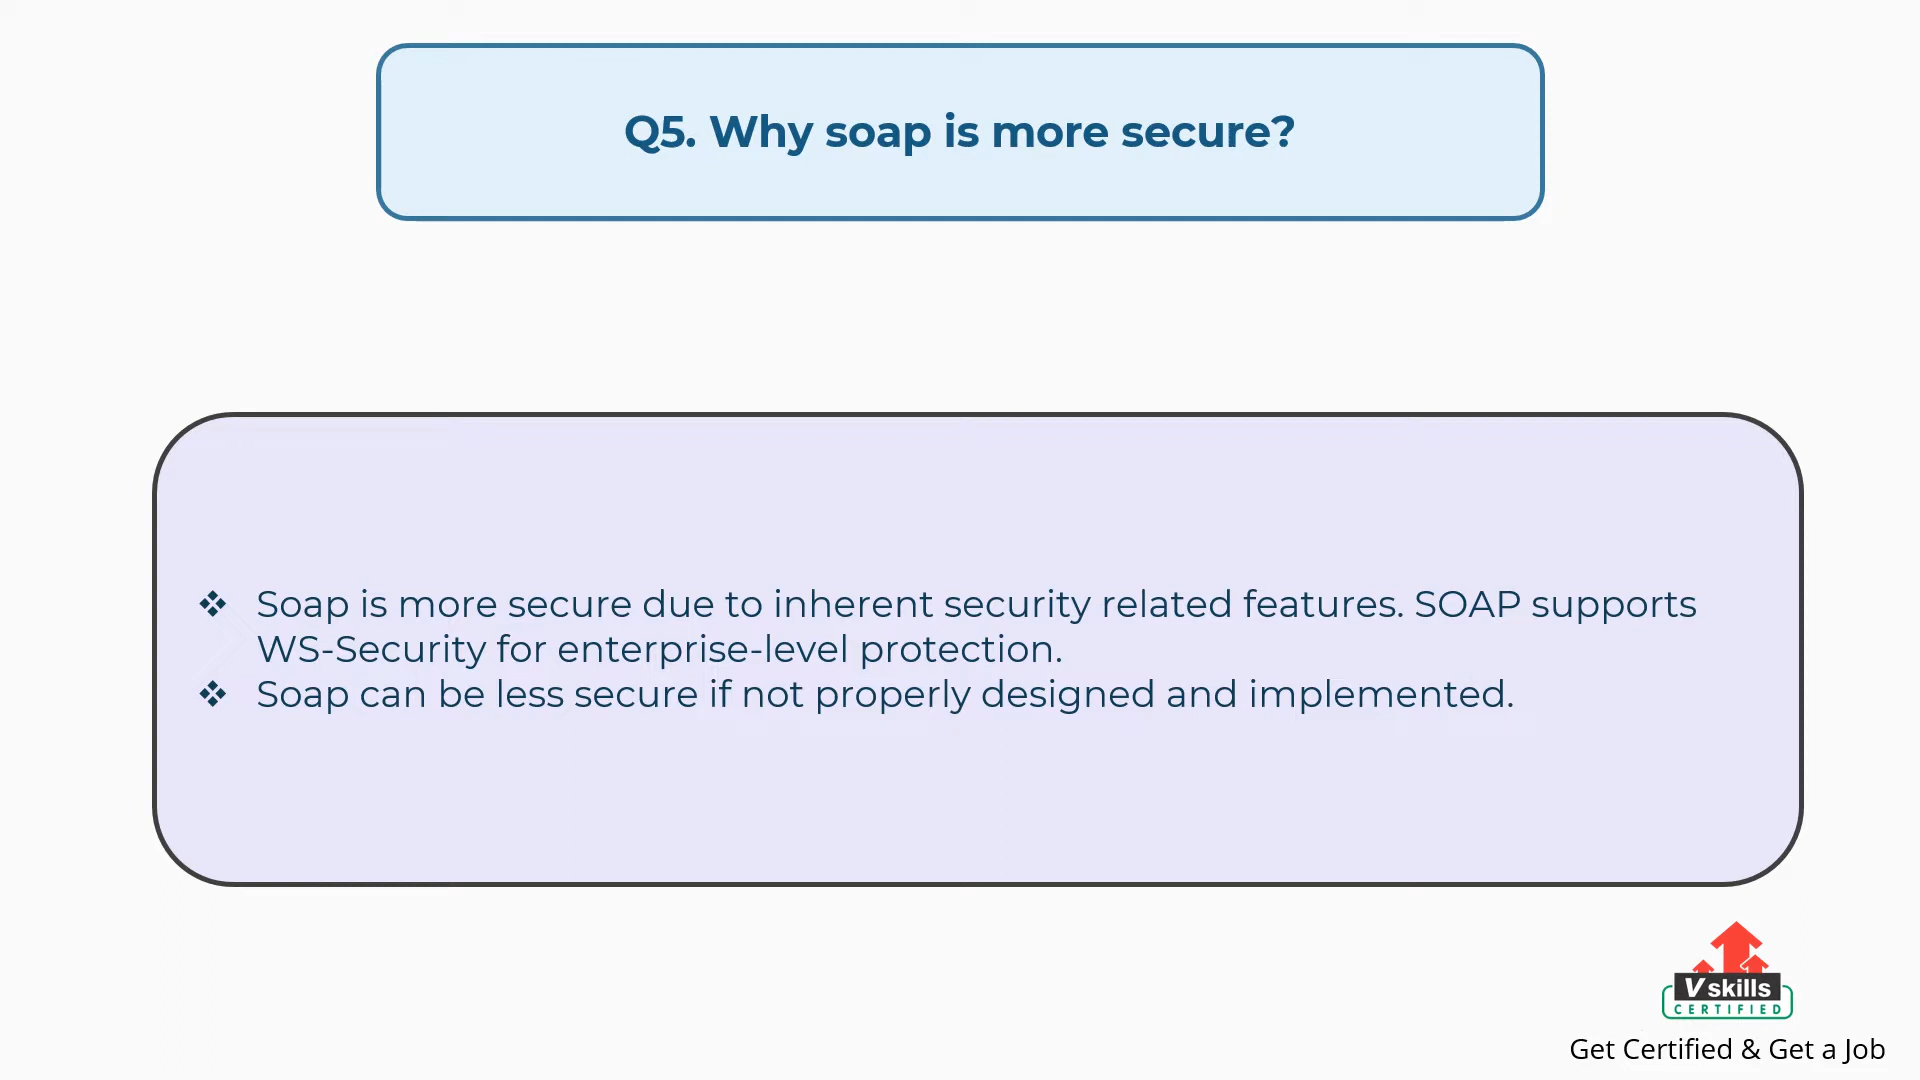 Q5. Why soap is more secure?
❖ Soap is more secure due to inherent security related features. SOAP supports
WS-Security for enterprise-level protection.
❖ Soap can be less secure if not properly designed and implemented.
Vskills
CERTIFIED
Get Certified & Get a Job